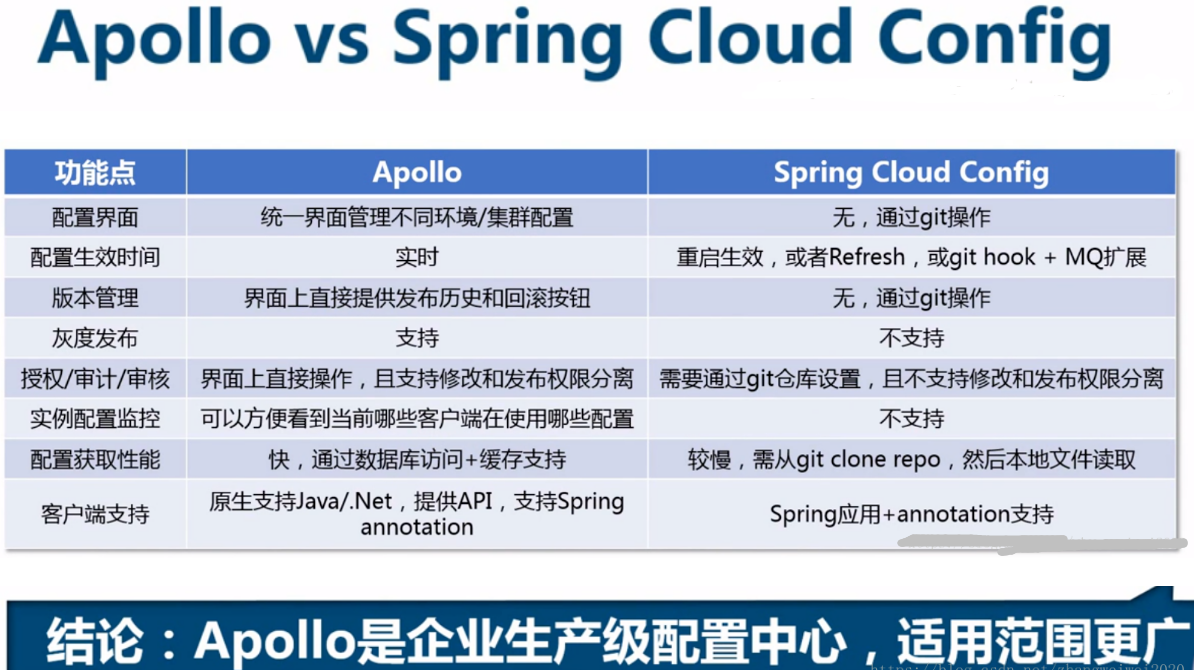 Apollo vs Spring Cloud Config
功能点 Apollo Spring Cloud Config
配置界面 统一界面管理不同环境/集群配置 无，通过git操作
配置生效时间 实时 重启生效，或者Refresh，或git hook + MQ扩展
版本管理 界面上直接提供发布历史和回滚按钮 无，通过git操作
灰度发布 支持 不支持
授权/审计/审核 界面上直接操作，且支持修改和发布权限分离 需要通过git仓库设置，且不支持修改和发布权限分离
实例配置监控 可以方便看到当前哪些客户端在使用哪些配置 不支持
配置获取性能 快，通过数据库访问+缓存支持 较慢，需从git clone repo，然后本地文件读取
客户端支持 原生支持Java/.Net，提供API，支持Spring
annotation Spring应用+annotation支持
结论：Apollo是企业生产级配置中心，适用范围更广